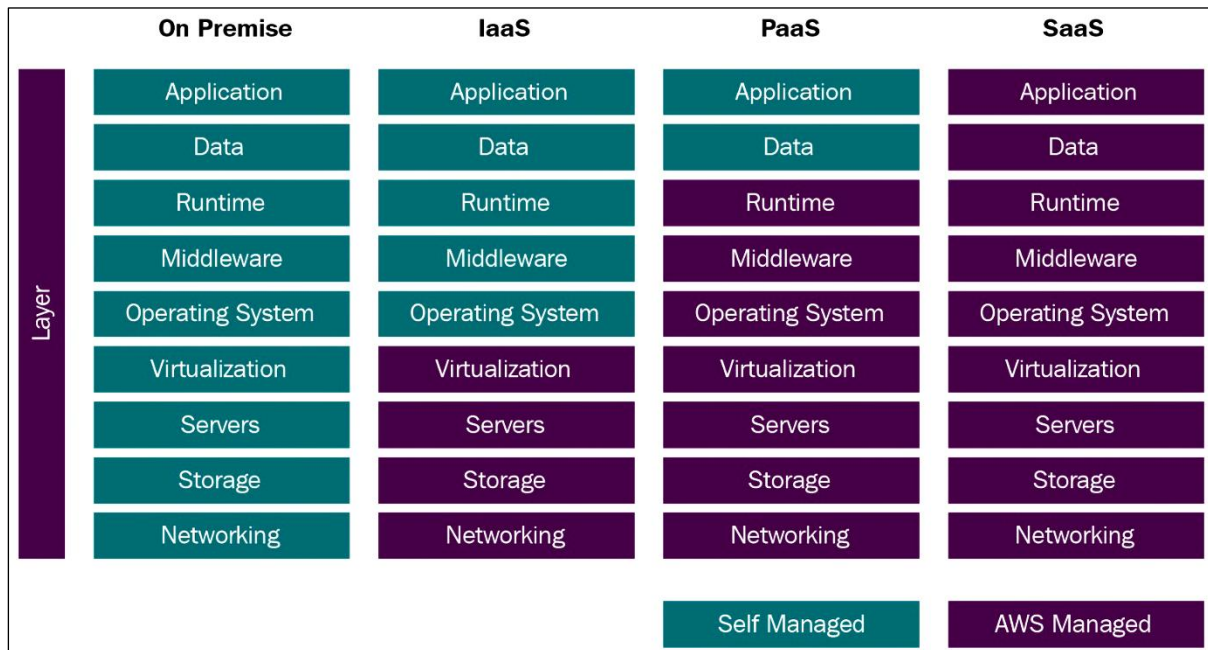 On Premise IaaS PaaS SaaS
Layer
Application Application Application Application
Data Data Data Data
Runtime Runtime Runtime Runtime
Middleware Middleware Middleware Middleware
Operating System Operating System Operating System Operating System
Virtualization Virtualization Virtualization Virtualization
Servers Servers Servers Servers
Storage Storage Storage Storage
Networking Networking Networking Networking
Self Managed AWS Managed